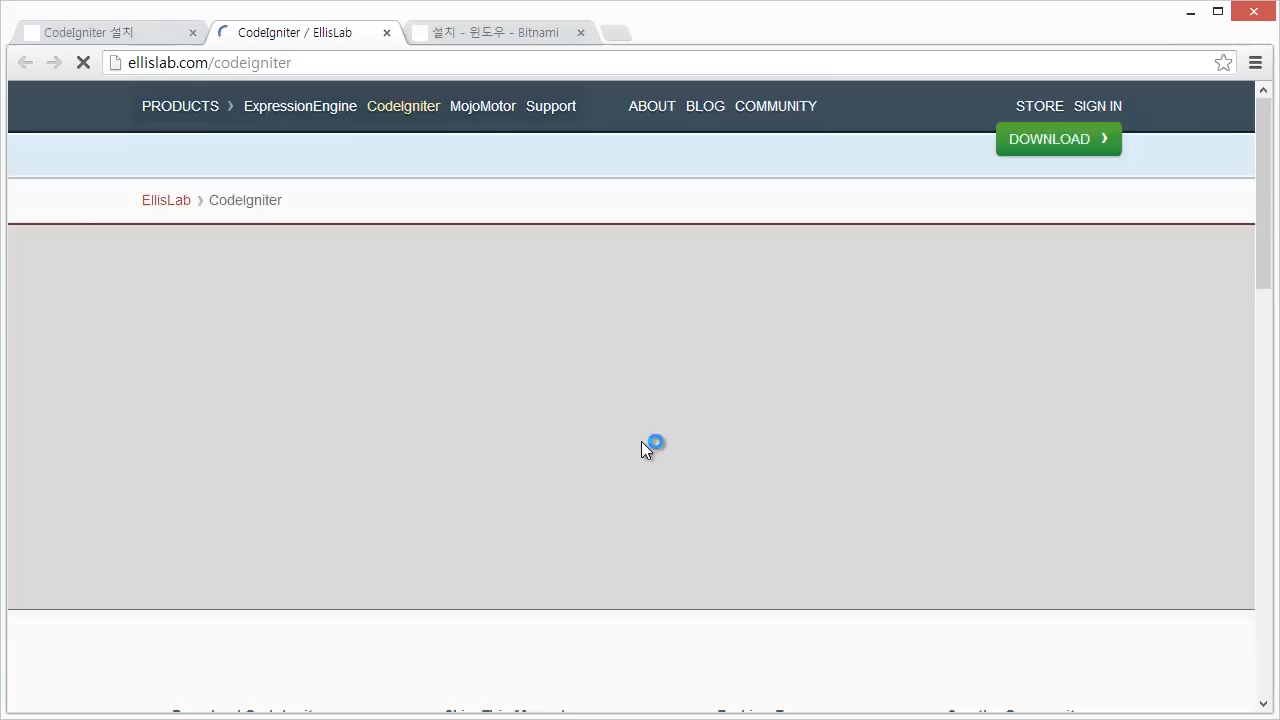 CodeIgniter 설치
CodeIgniter / EllisLab
설치 - 윈도우 - Bitnami
ellislab.com/codeigniter
PRODUCTS ExpressionEngine CodeIgniter MojoMotor Support ABOUT BLOG COMMUNITY STORE SIGN IN
DOWNLOAD
EllisLab CodeIgniter